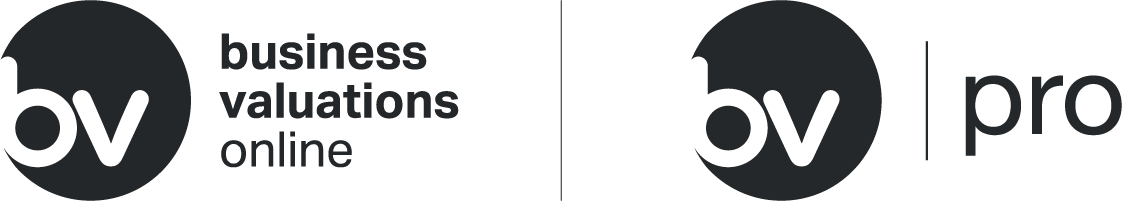 bv
business
valuations
online
bv
pro